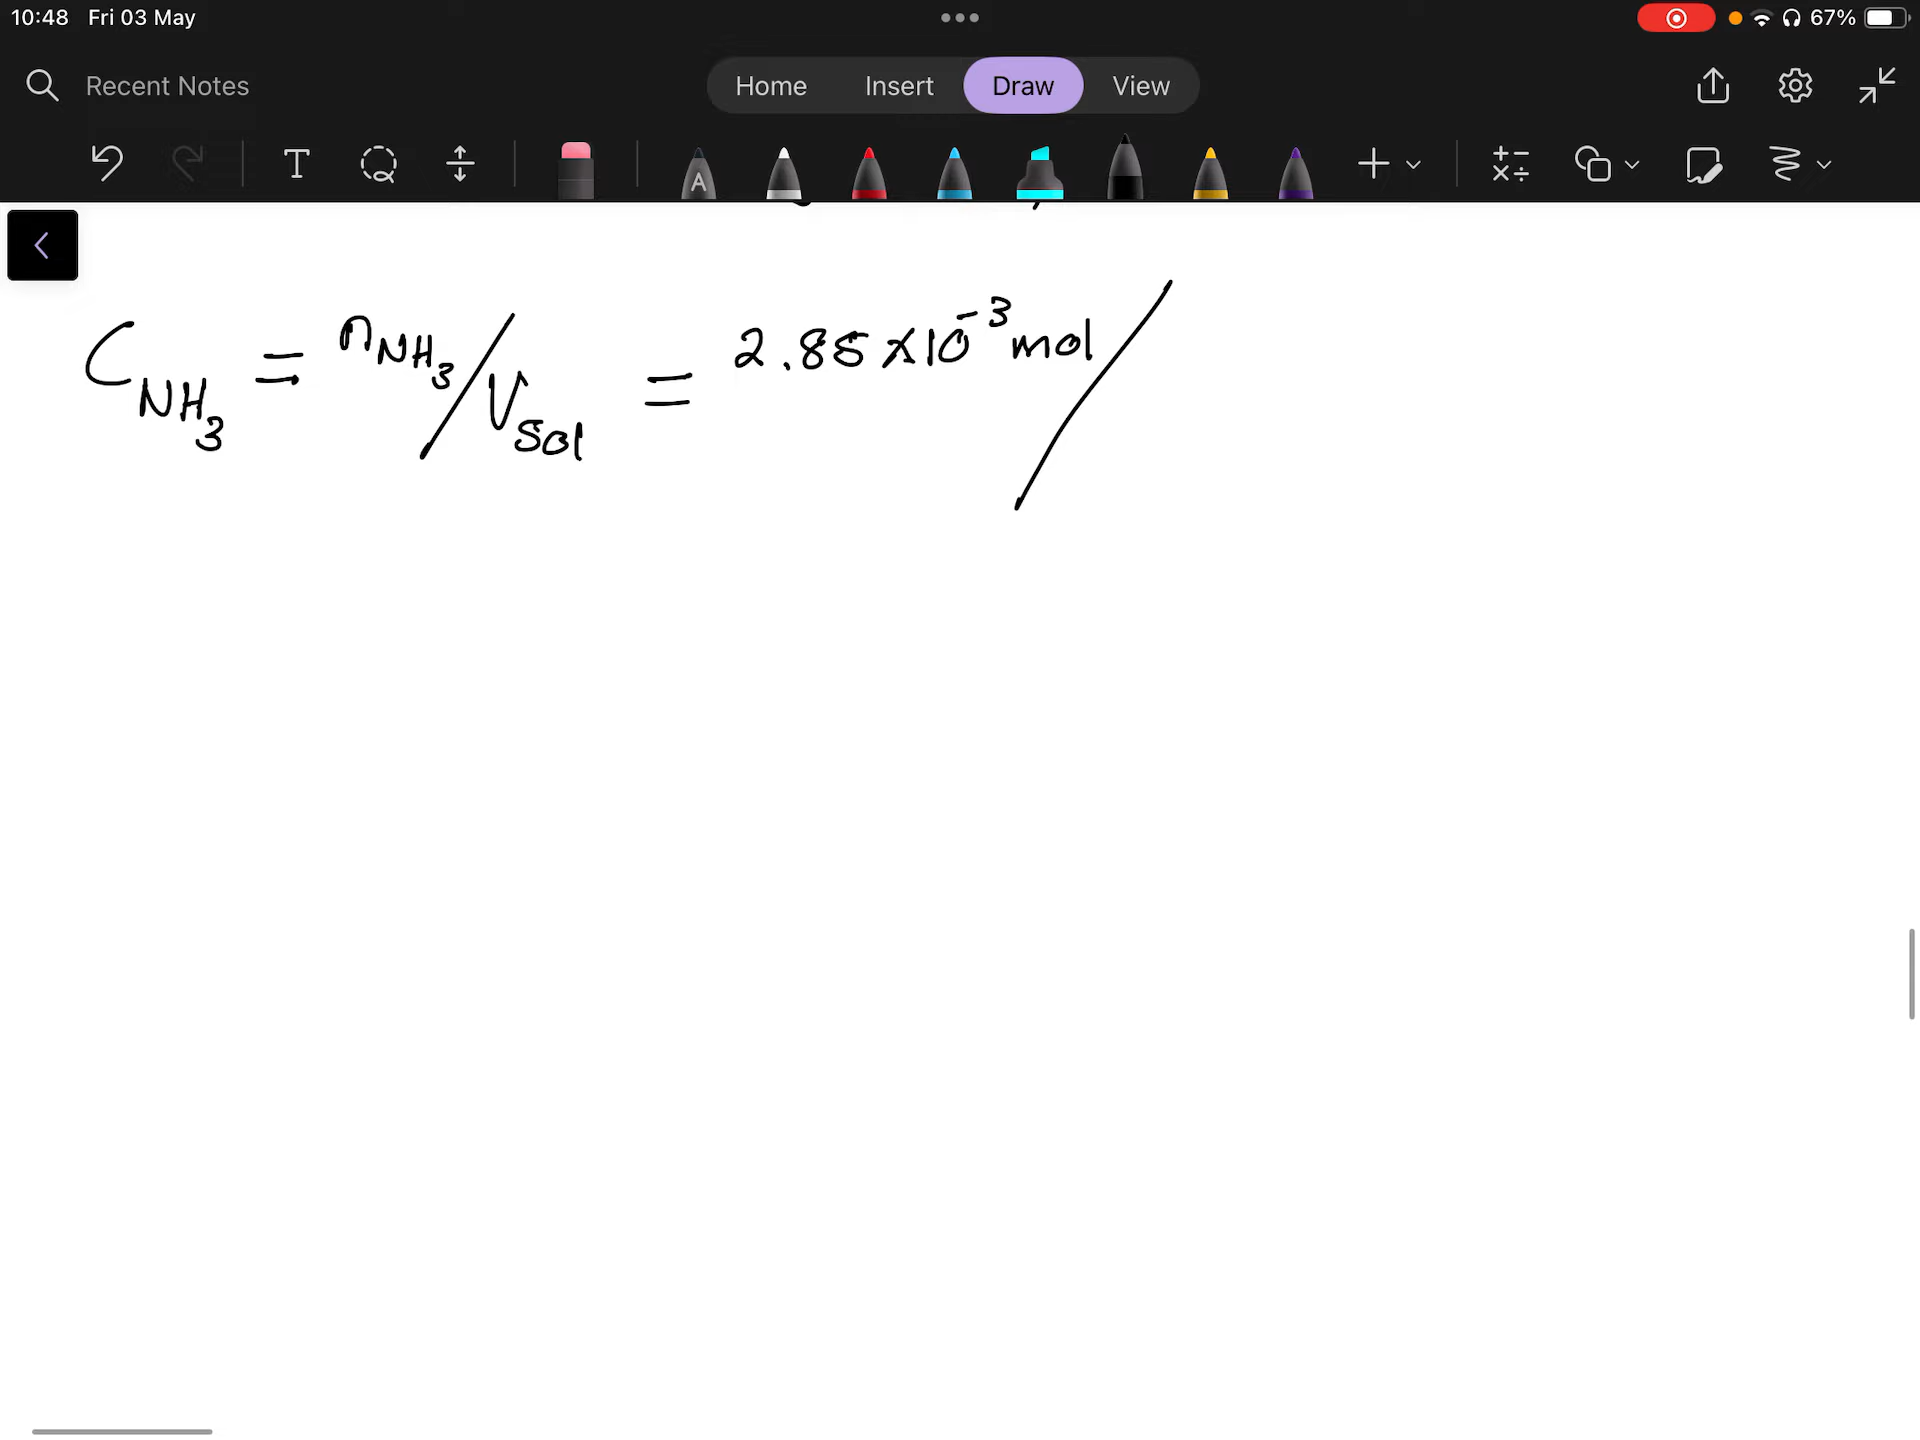 10:48 Fri 03 May 67%
Recent Notes Home Insert Draw View
T A
C_NH₃ = n_NH₃/V_sol = 2.85 × 10⁻³ mol /